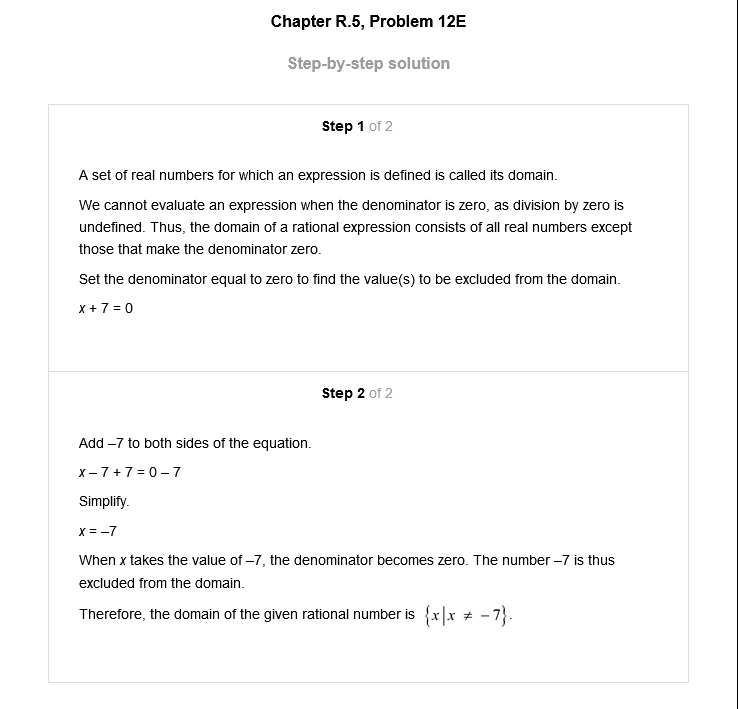 Chapter R.5, Problem 12E
Step-by-step solution
Step 1 of 2
A set of real numbers for which an expression is defined is called its domain.
We cannot evaluate an expression when the denominator is zero, as division by zero is
undefined. Thus, the domain of a rational expression consists of all real numbers except
those that make the denominator zero.
Set the denominator equal to zero to find the value(s) to be excluded from the domain.
x + 7 = 0
Step 2 of 2
Add –7 to both sides of the equation.
x – 7 + 7 = 0 – 7
Simplify.
x = –7
When x takes the value of –7, the denominator becomes zero. The number –7 is thus
excluded from the domain.
Therefore, the domain of the given rational number is {x|x ≠ −7}.